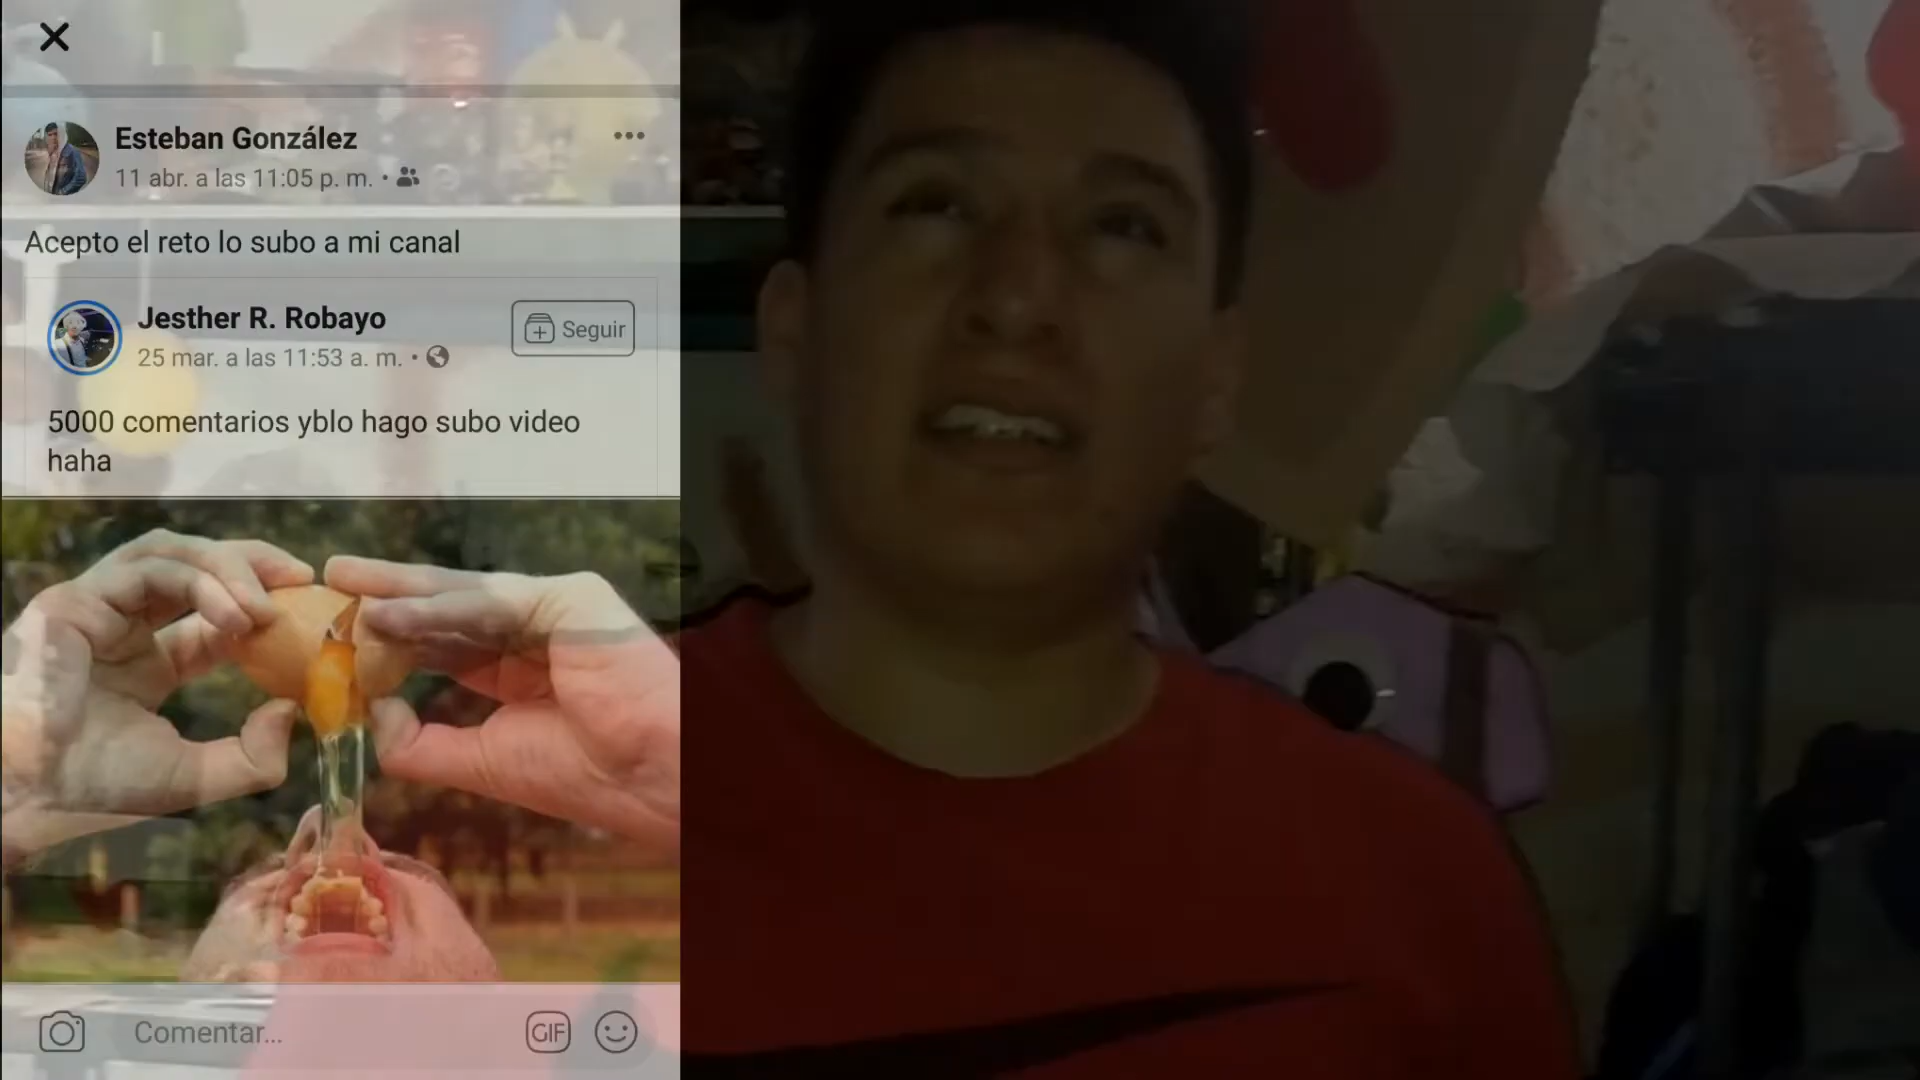 Esteban González
11 abr. a las 11:05 p. m. •
Acepto el reto lo subo a mi canal
Jesther R. Robayo
Seguir
25 mar. a las 11:53 a. m. •
5000 comentarios yblo hago subo video
haha
Comentar...
GIF